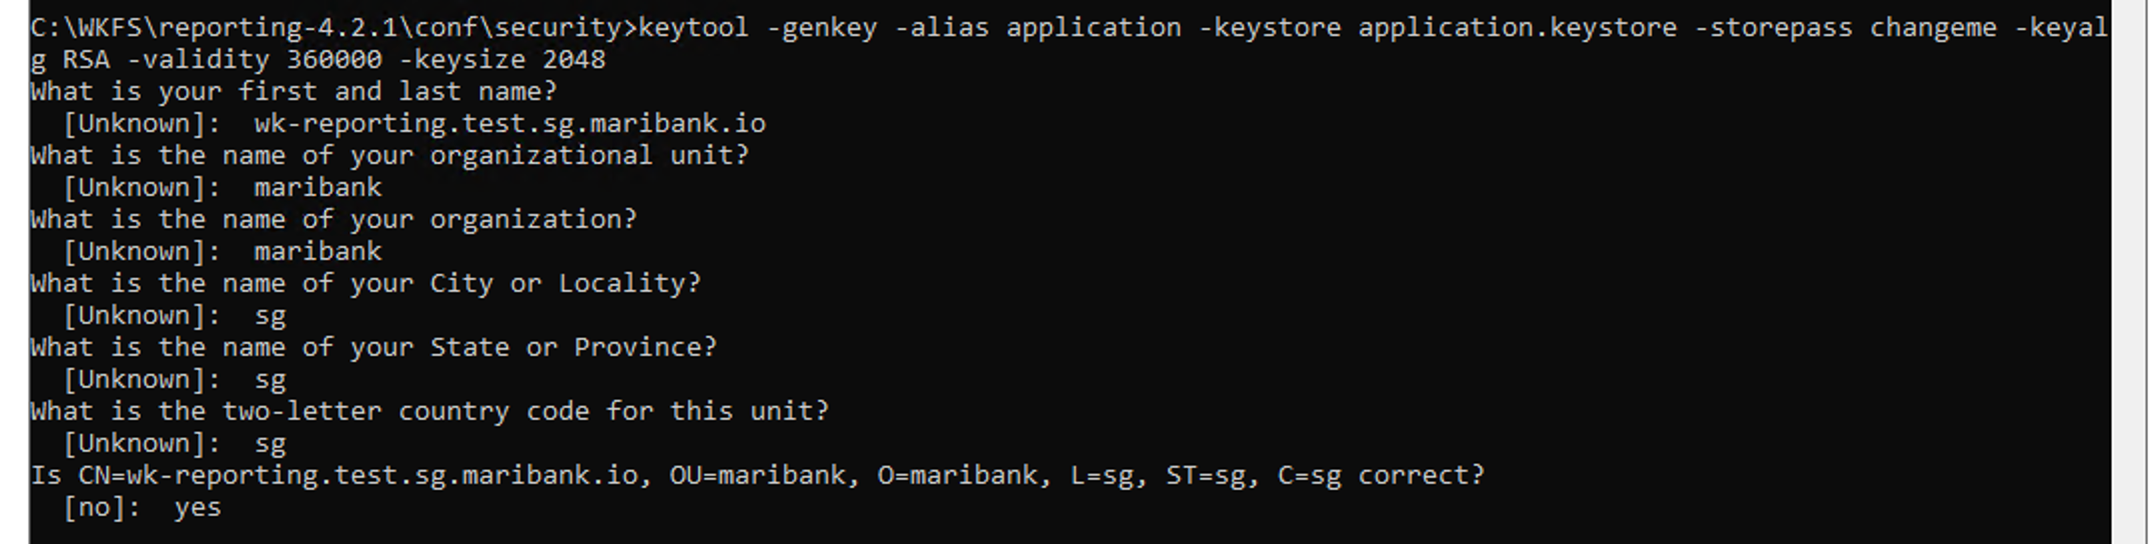 C:\WKFS\reporting-4.2.1\conf\security>keytool -genkey -alias application -keystore application.keystore -storepass changeme -keyal
g RSA -validity 360000 -keysize 2048
What is your first and last name?
  [Unknown]:  wk-reporting.test.sg.maribank.io
What is the name of your organizational unit?
  [Unknown]:  maribank
What is the name of your organization?
  [Unknown]:  maribank
What is the name of your City or Locality?
  [Unknown]:  sg
What is the name of your State or Province?
  [Unknown]:  sg
What is the two-letter country code for this unit?
  [Unknown]:  sg
Is CN=wk-reporting.test.sg.maribank.io, OU=maribank, O=maribank, L=sg, ST=sg, C=sg correct?
  [no]:  yes